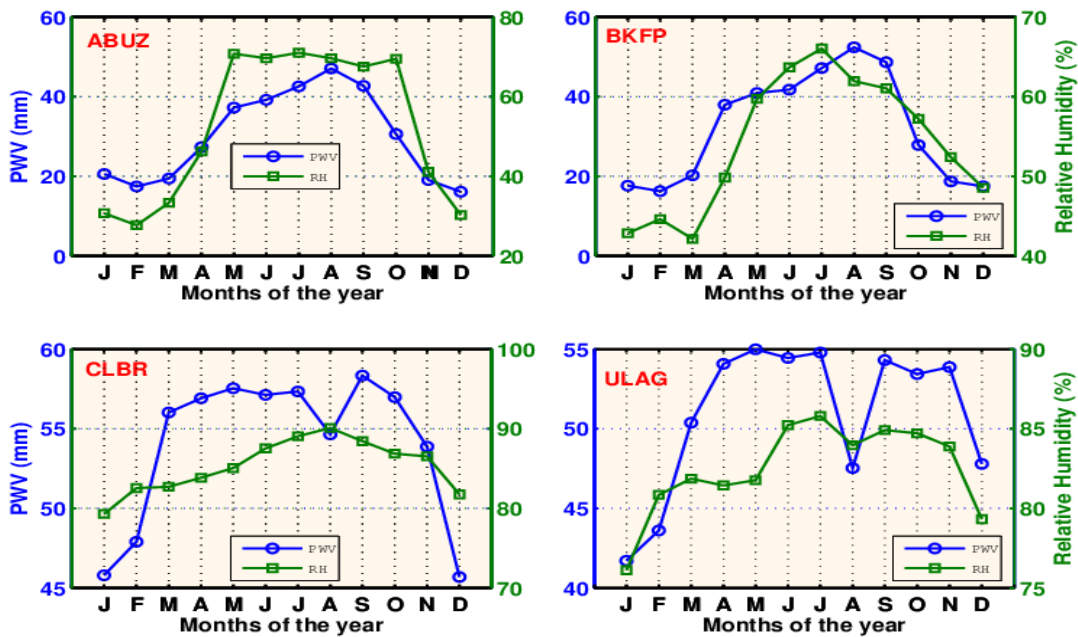 60
40
20
0
PWV (mm)
ABUZ
80
60
40
20
PWV
RH
J F M A M J J A S O N D
Months of the year
60
40
20
0
BKFP
70
60
50
40
Relative Humidity (%)
PWV
RH
J F M A M J J A S O N D
Months of the year
60
55
50
45
PWV (mm)
CLBR
100
90
80
70
PWV
RH
J F M A M J J A S O N D
Months of the year
55
50
45
40
ULAG
90
85
80
75
Relative Humidity (%)
PWV
RH
J F M A M J J A S O N D
Months of the year